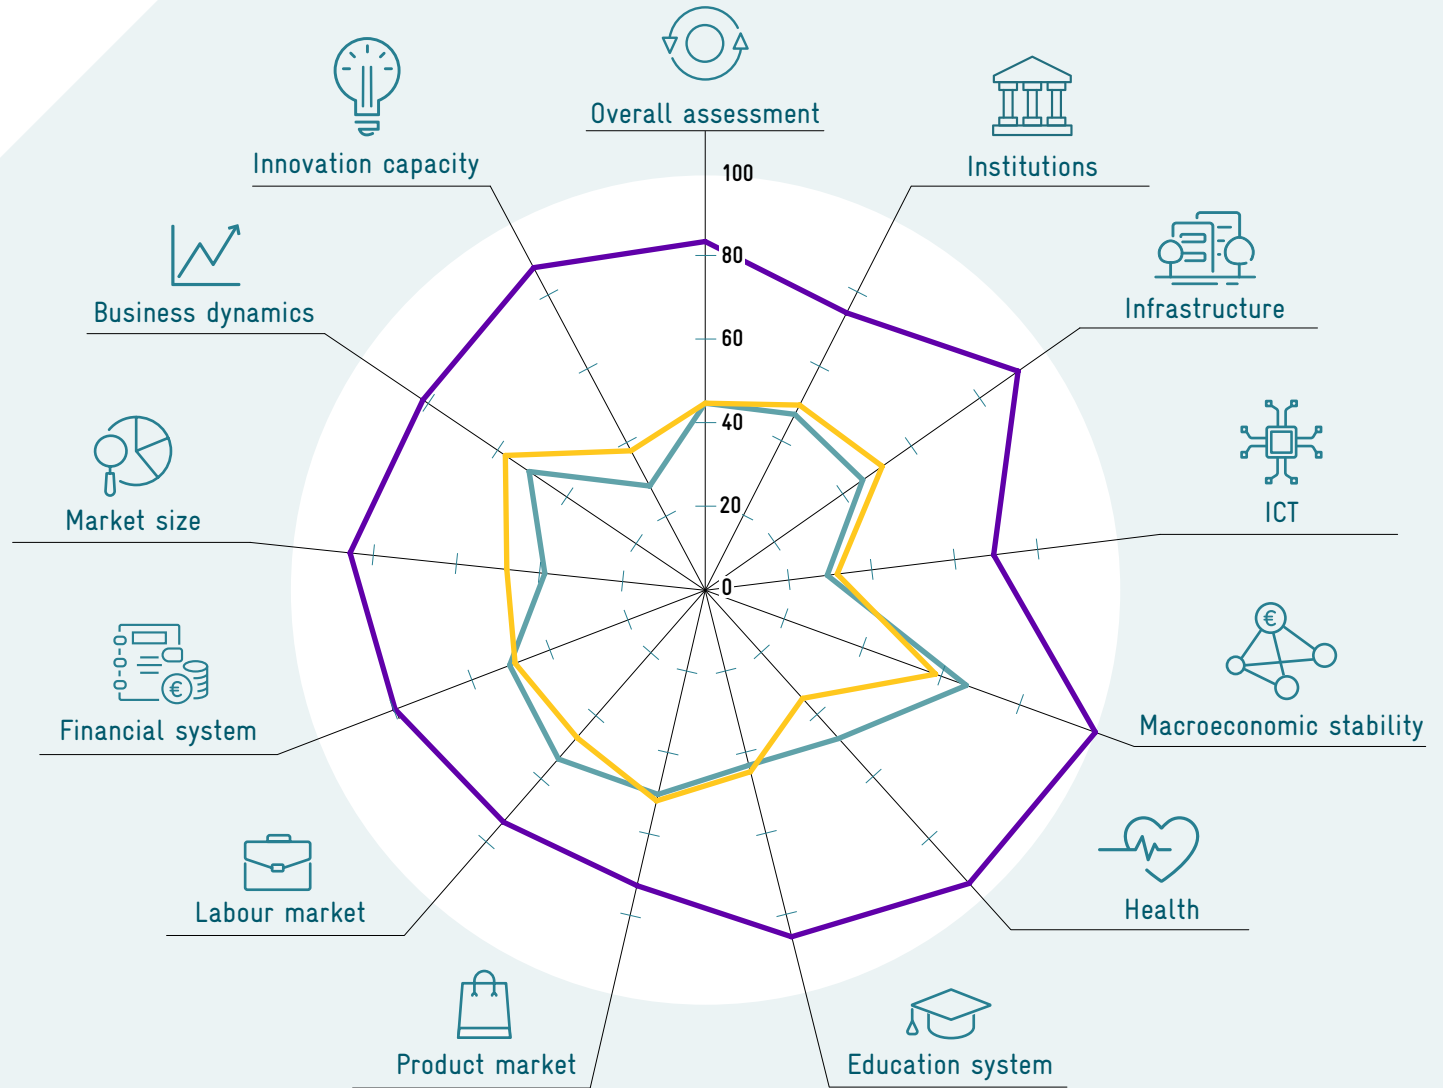 Overall assessment
Innovation capacity
Institutions
100
Business dynamics
Infrastructure
80
60
Market size
ICT
40
20
0
Financial system
€
€
Macroeconomic stability
Labour market
Health
Product market
Education system